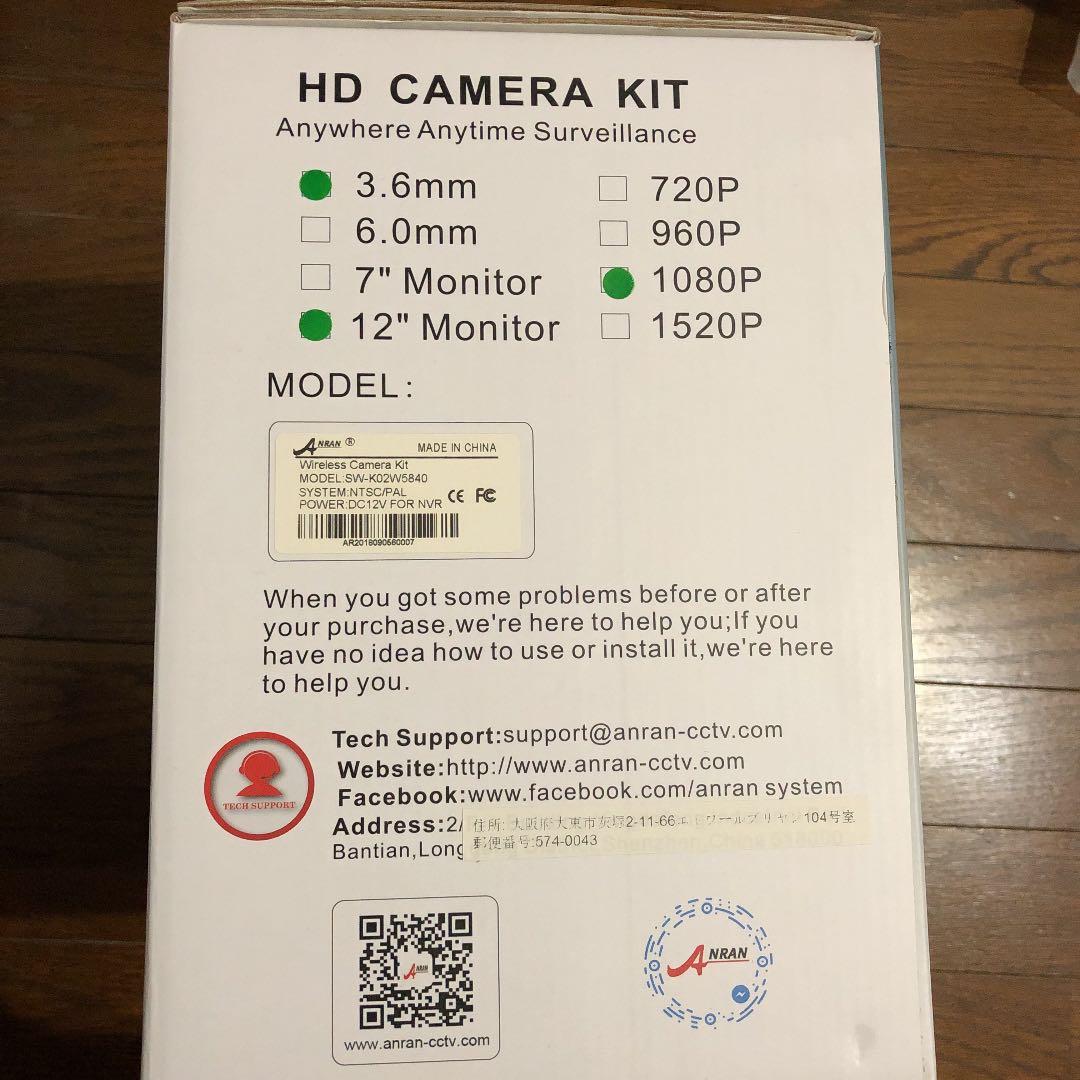 HD CAMERA KIT
Anywhere Anytime Surveillance
3.6mm
720P
6.0mm
960P
7" Monitor
1080P
12" Monitor
1520P
MODEL:
ANRAN ® MADE IN CHINA
Wireless Camera Kit
MODEL:SW-K02W5840
SYSTEM:NTSC/PAL
POWER:DC12V FOR NVR CE FC
AR2018090560007
When you got some problems before or after
your purchase,we're here to help you;If you
have no idea how to use or install it,we're here
to help you.
TECH SUPPORT
Tech Support:support@anran-cctv.com
Website:http://www.anran-cctv.com
Facebook:www.facebook.com/anran system
Address:2/
住所: 大阪府大東市灰塚2-11-66エ ワールブリヤン104号室
Bantian,Long
郵便番号:574-0043
Shenzhen,China 518000
ANRAN
www.anran-cctv.com
ANRAN